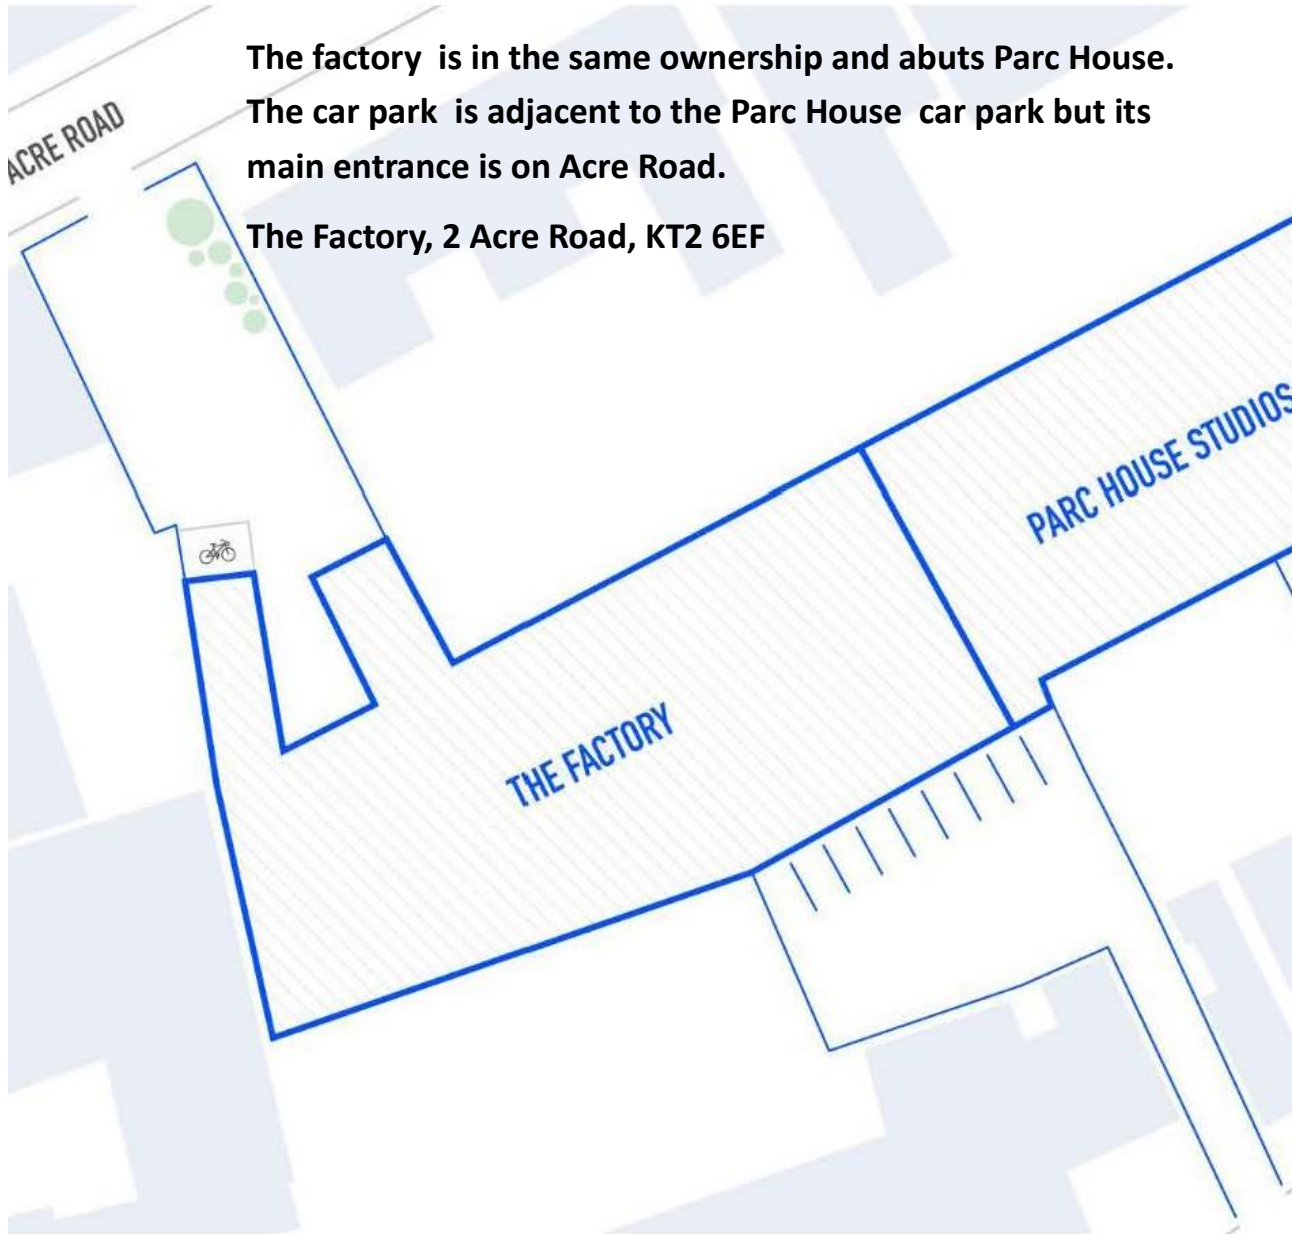 The factory is in the same ownership and abuts Parc House.
The car park is adjacent to the Parc House car park but its
main entrance is on Acre Road.
The Factory, 2 Acre Road, KT2 6EF
ACRE ROAD
PARC HOUSE STUDIOS
THE FACTORY